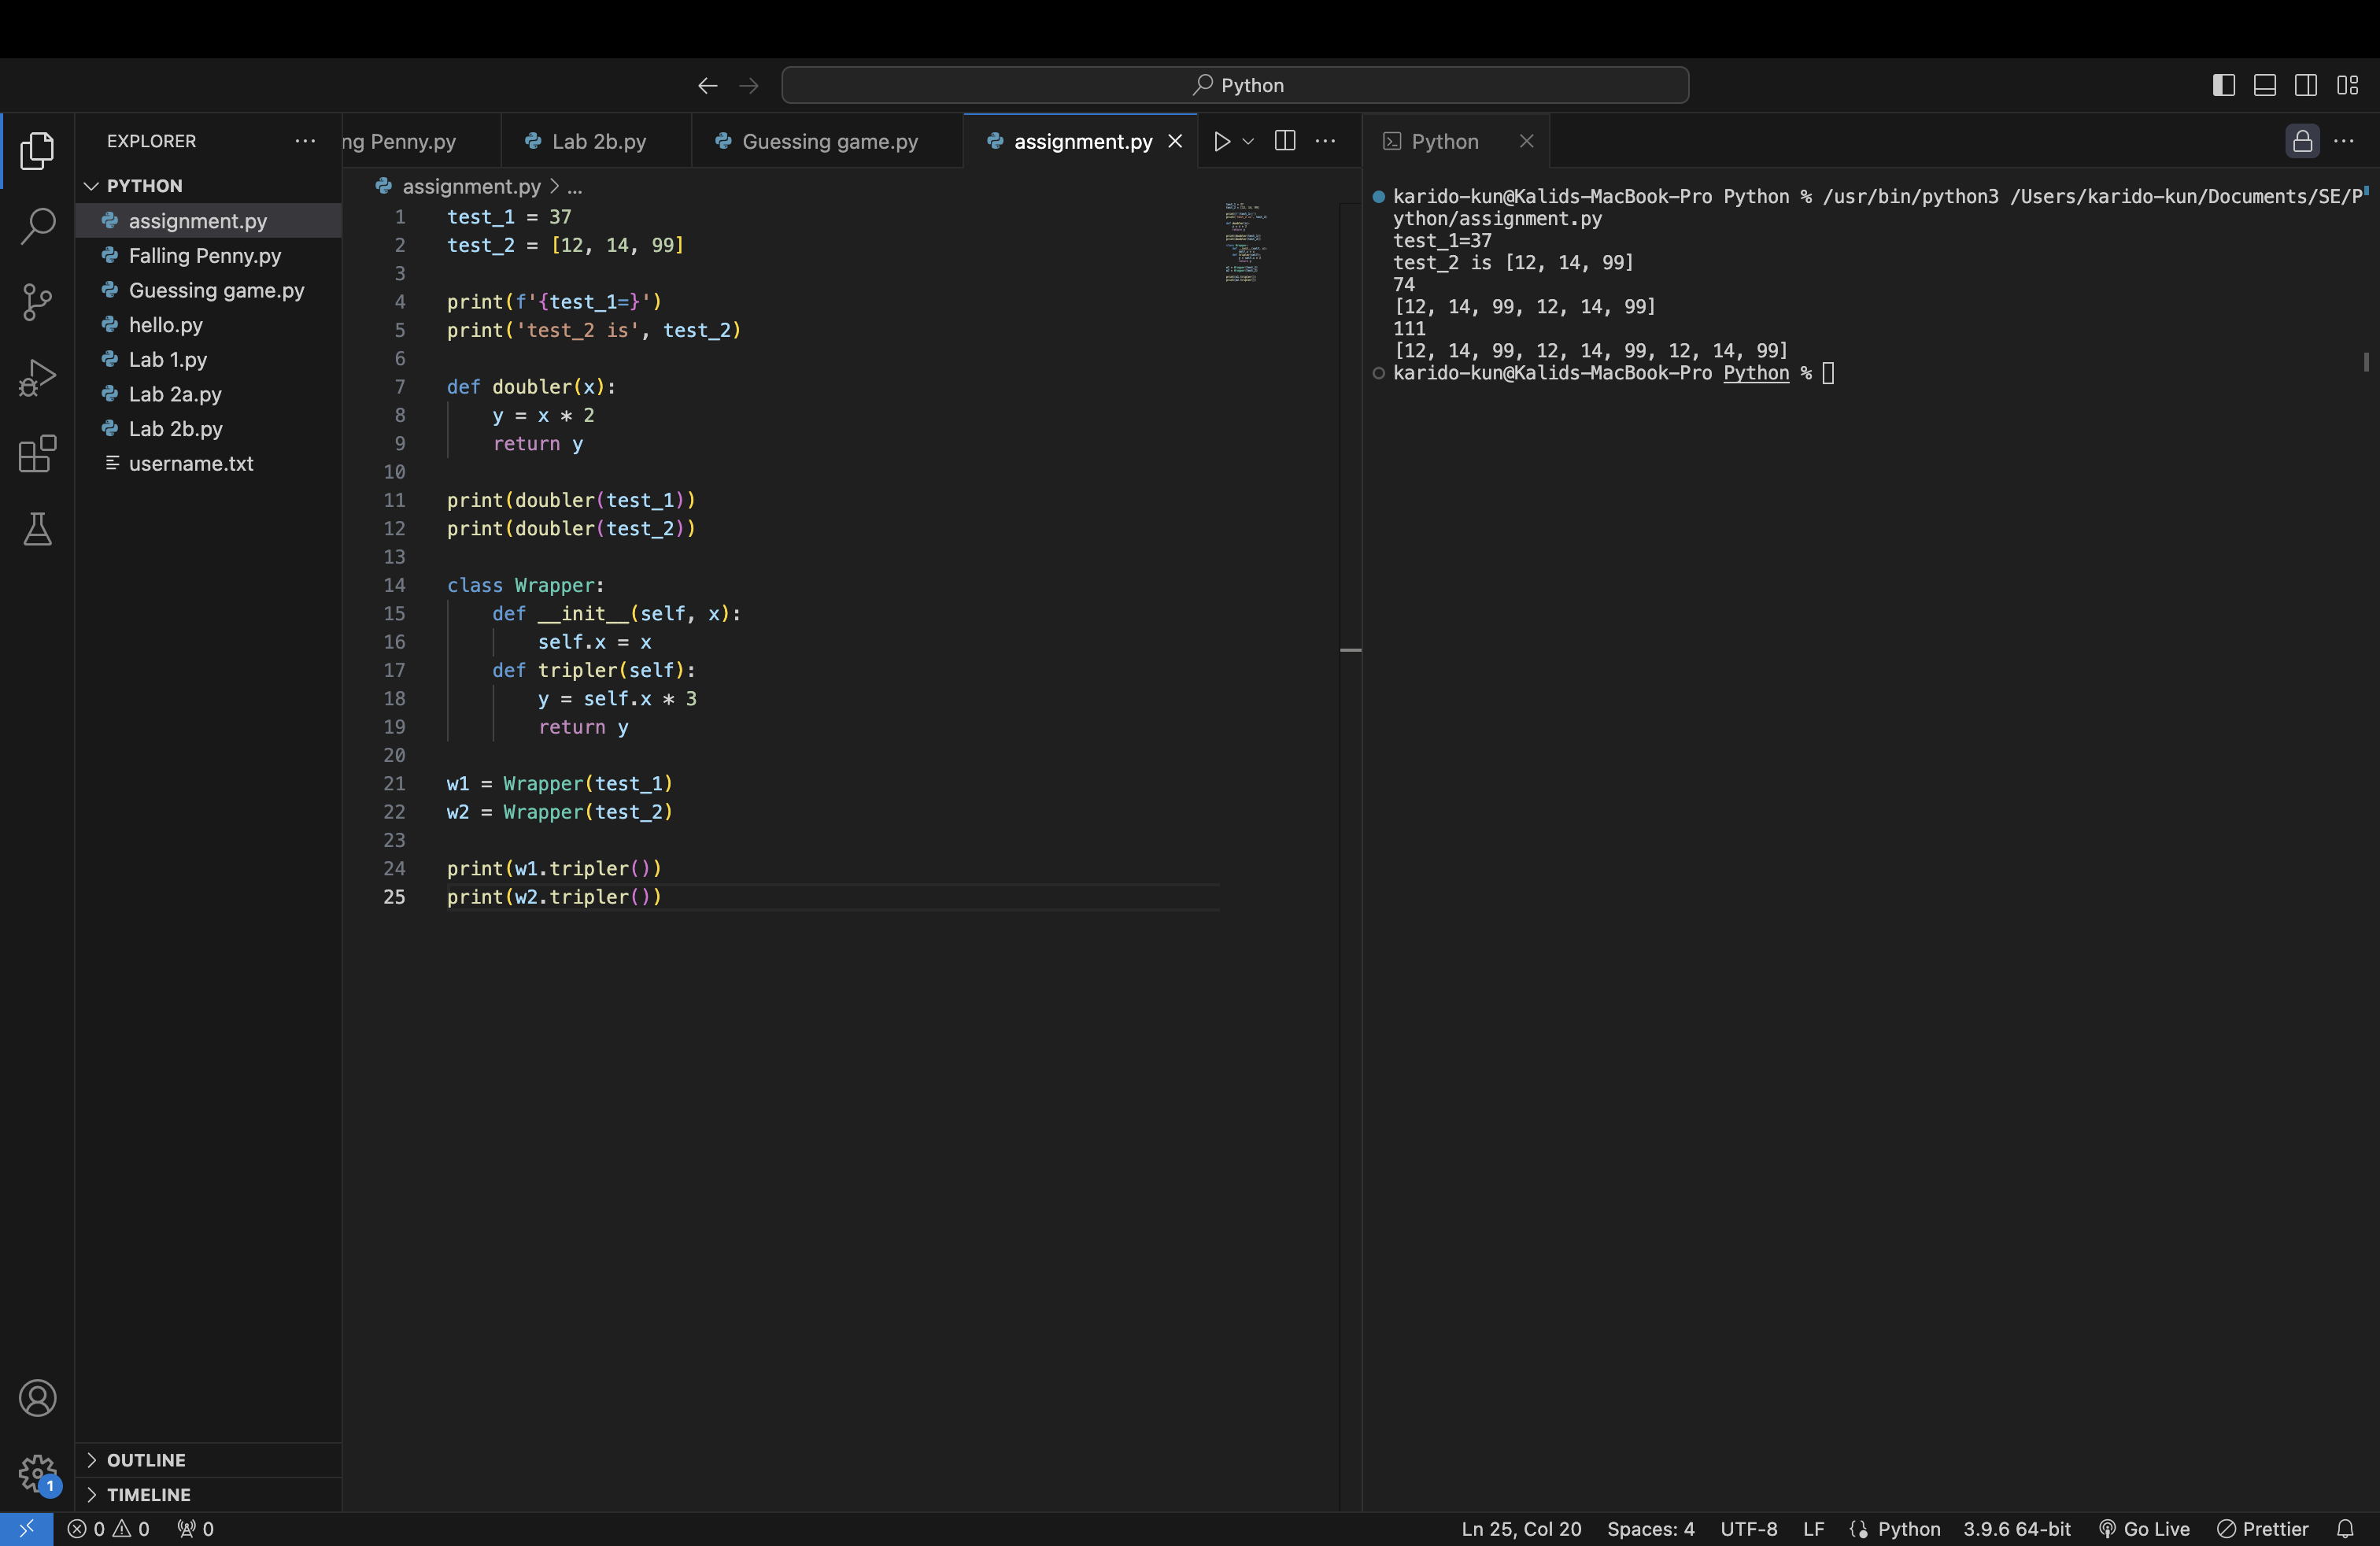 Python
EXPLORER
PYTHON
assignment.py
Falling Penny.py
Guessing game.py
hello.py
Lab 1.py
Lab 2a.py
Lab 2b.py
username.txt
OUTLINE
TIMELINE
ng Penny.py Lab 2b.py Guessing game.py assignment.py
assignment.py > ...
1 test_1 = 37
2 test_2 = [12, 14, 99]
3
4 print(f'{test_1=}')
5 print('test_2 is', test_2)
6
7 def doubler(x):
8     y = x * 2
9     return y
10
11 print(doubler(test_1))
12 print(doubler(test_2))
13
14 class Wrapper:
15     def __init__(self, x):
16         self.x = x
17     def tripler(self):
18         y = self.x * 3
19         return y
20
21 w1 = Wrapper(test_1)
22 w2 = Wrapper(test_2)
23
24 print(w1.tripler())
25 print(w2.tripler())
Python
karido-kun@Kalids-MacBook-Pro Python % /usr/bin/python3 /Users/karido-kun/Documents/SE/P
ython/assignment.py
test_1=37
test_2 is [12, 14, 99]
74
[12, 14, 99, 12, 14, 99]
111
[12, 14, 99, 12, 14, 99, 12, 14, 99]
karido-kun@Kalids-MacBook-Pro Python %
1
0 0 0 Ln 25, Col 20 Spaces: 4 UTF-8 LF Python 3.9.6 64-bit Go Live Prettier